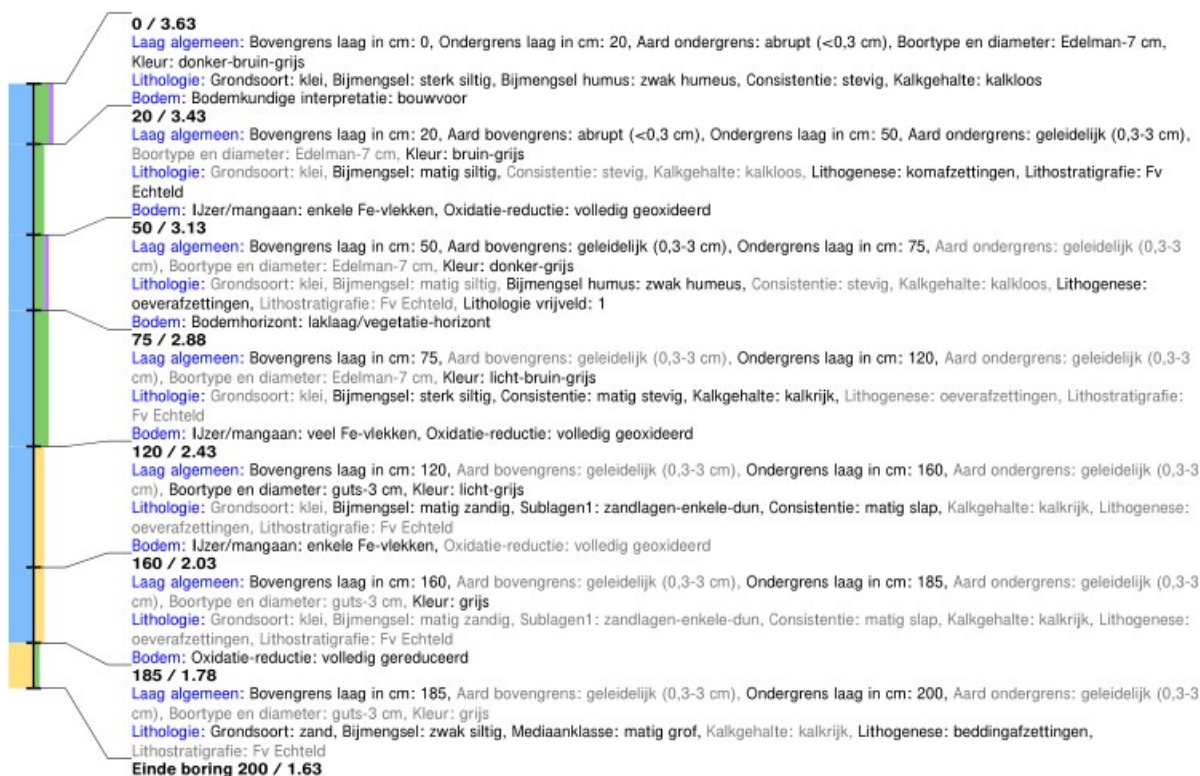 0 / 3.63
Laag algemeen: Bovengrens laag in cm: 0, Ondergrens laag in cm: 20, Aard ondergrens: abrupt (<0,3 cm), Boortype en diameter: Edelman-7 cm,
Kleur: donker-bruin-grijs
Lithologie: Grondsoort: klei, Bijmengsel: sterk siltig, Bijmengsel humus: zwak humeus, Consistentie: stevig, Kalkgehalte: kalkloos
Bodem: Bodemkundige interpretatie: bouwvoor
20 / 3.43
Laag algemeen: Bovengrens laag in cm: 20, Aard bovengrens: abrupt (<0,3 cm), Ondergrens laag in cm: 50, Aard ondergrens: geleidelijk (0,3-3 cm),
Boortype en diameter: Edelman-7 cm, Kleur: bruin-grijs
Lithologie: Grondsoort: klei, Bijmengsel: matig siltig, Consistentie: stevig, Kalkgehalte: kalkloos, Lithogenese: komafzettingen, Lithostratigrafie: Fv
Echteld
Bodem: IJzer/mangaan: enkele Fe-vlekken, Oxidatie-reductie: volledig geoxideerd
50 / 3.13
Laag algemeen: Bovengrens laag in cm: 50, Aard bovengrens: geleidelijk (0,3-3 cm), Ondergrens laag in cm: 75, Aard ondergrens: geleidelijk (0,3-3
cm), Boortype en diameter: Edelman-7 cm, Kleur: donker-grijs
Lithologie: Grondsoort: klei, Bijmengsel: matig siltig, Bijmengsel humus: zwak humeus, Consistentie: stevig, Kalkgehalte: kalkloos, Lithogenese:
oeverafzettingen, Lithostratigrafie: Fv Echteld, Lithologie vrijveld: 1
Bodem: Bodemhorizont: laklaag/vegetatie-horizont
75 / 2.88
Laag algemeen: Bovengrens laag in cm: 75, Aard bovengrens: geleidelijk (0,3-3 cm), Ondergrens laag in cm: 120, Aard ondergrens: geleidelijk (0,3-3
cm), Boortype en diameter: Edelman-7 cm, Kleur: licht-bruin-grijs
Lithologie: Grondsoort: klei, Bijmengsel: sterk siltig, Consistentie: matig stevig, Kalkgehalte: kalkrijk, Lithogenese: oeverafzettingen, Lithostratigrafie:
Fv Echteld
Bodem: IJzer/mangaan: veel Fe-vlekken, Oxidatie-reductie: volledig geoxideerd
120 / 2.43
Laag algemeen: Bovengrens laag in cm: 120, Aard bovengrens: geleidelijk (0,3-3 cm), Ondergrens laag in cm: 160, Aard ondergrens: geleidelijk (0,3-3
cm), Boortype en diameter: guts-3 cm, Kleur: licht-grijs
Lithologie: Grondsoort: klei, Bijmengsel: matig zandig, Sublagen1: zandlagen-enkele-dun, Consistentie: matig slap, Kalkgehalte: kalkrijk, Lithogenese:
oeverafzettingen, Lithostratigrafie: Fv Echteld
Bodem: IJzer/mangaan: enkele Fe-vlekken, Oxidatie-reductie: volledig geoxideerd
160 / 2.03
Laag algemeen: Bovengrens laag in cm: 160, Aard bovengrens: geleidelijk (0,3-3 cm), Ondergrens laag in cm: 185, Aard ondergrens: geleidelijk (0,3-3
cm), Boortype en diameter: guts-3 cm, Kleur: grijs
Lithologie: Grondsoort: klei, Bijmengsel: matig zandig, Sublagen1: zandlagen-enkele-dun, Consistentie: matig slap, Kalkgehalte: kalkrijk, Lithogenese:
oeverafzettingen, Lithostratigrafie: Fv Echteld
Bodem: Oxidatie-reductie: volledig gereduceerd
185 / 1.78
Laag algemeen: Bovengrens laag in cm: 185, Aard bovengrens: geleidelijk (0,3-3 cm), Ondergrens laag in cm: 200, Aard ondergrens: geleidelijk (0,3-3
cm), Boortype en diameter: guts-3 cm, Kleur: grijs
Lithologie: Grondsoort: zand, Bijmengsel: zwak siltig, Mediaanklasse: matig grof, Kalkgehalte: kalkrijk, Lithogenese: beddingafzettingen,
Lithostratigrafie: Fv Echteld
Einde boring 200 / 1.63